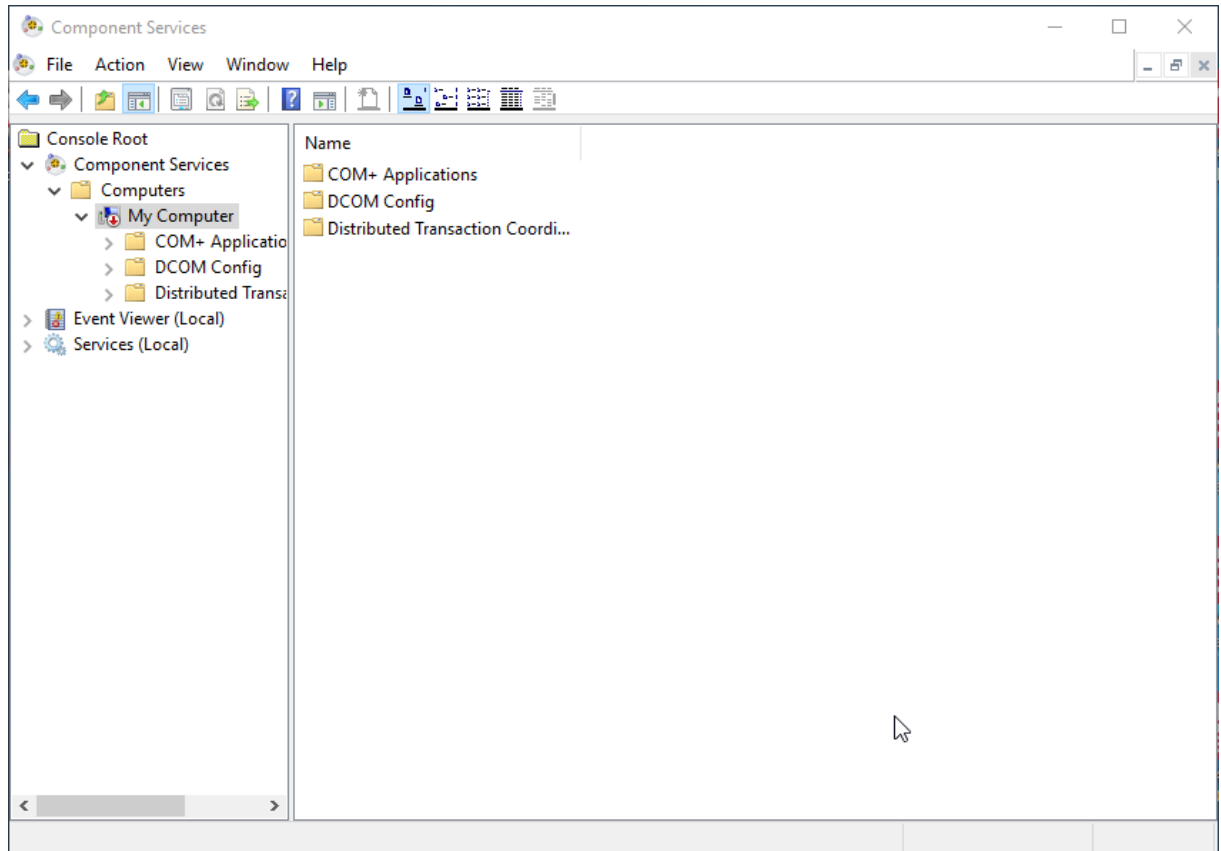 Component Services
File Action View Window Help
Console Root
Component Services
Computers
My Computer
COM+ Applicatio
DCOM Config
Distributed Transa
Event Viewer (Local)
Services (Local)
Name
COM+ Applications
DCOM Config
Distributed Transaction Coordi...